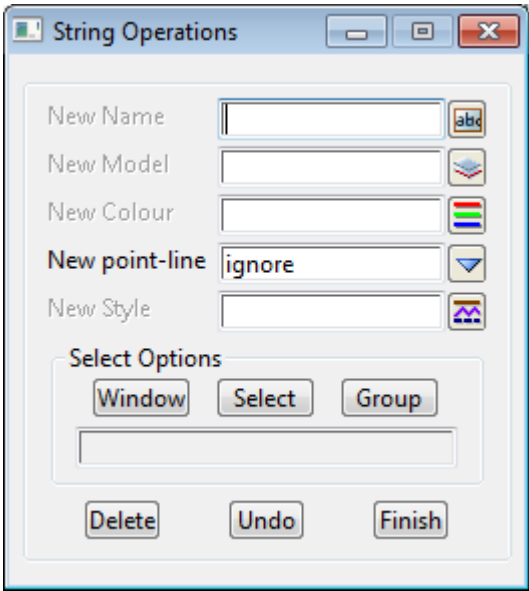 String Operations
New Name
abc
New Model
New Colour
New point-line ignore
New Style
Select Options
Window Select Group
Delete Undo Finish